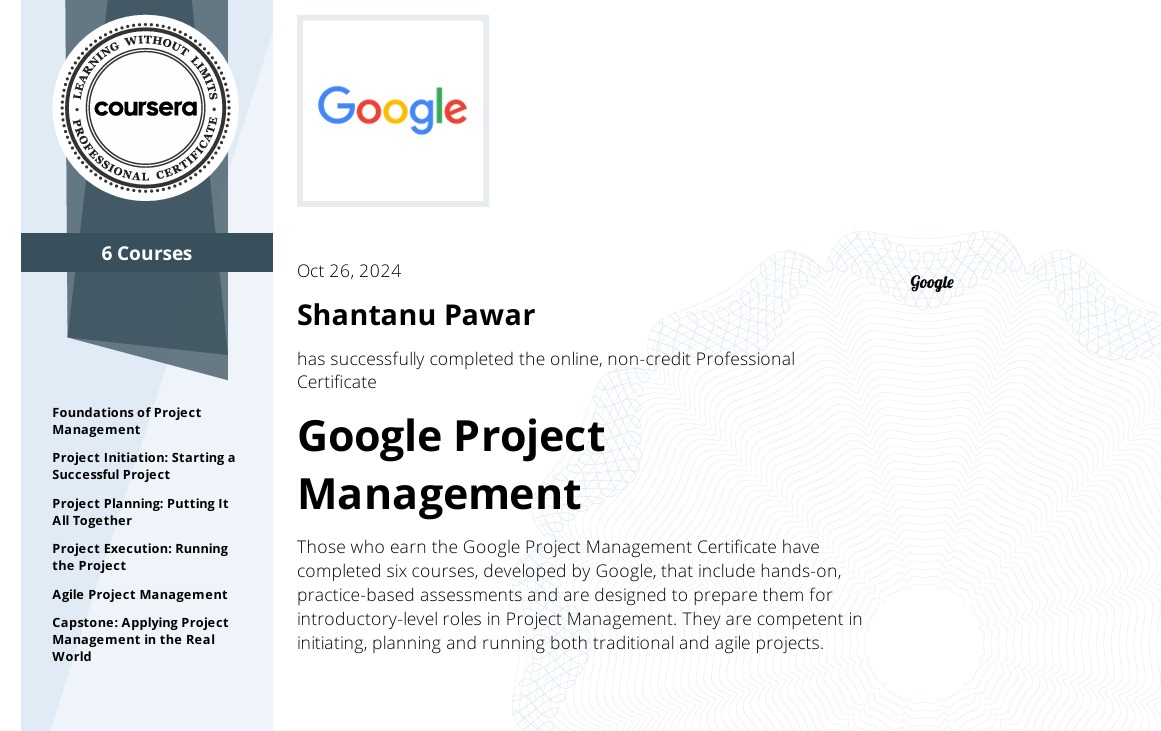 LEARNING WITHOUT LIMITS
coursera
PROFESSIONAL CERTIFICATE
6 Courses
Foundations of Project
Management
Project Initiation: Starting a
Successful Project
Project Planning: Putting It
All Together
Project Execution: Running
the Project
Agile Project Management
Capstone: Applying Project
Management in the Real
World
Google
Oct 26, 2024
Shantanu Pawar
has successfully completed the online, non-credit Professional
Certificate
Google Project
Management
Those who earn the Google Project Management Certificate have
completed six courses, developed by Google, that include hands-on,
practice-based assessments and are designed to prepare them for
introductory-level roles in Project Management. They are competent in
initiating, planning and running both traditional and agile projects.
Google